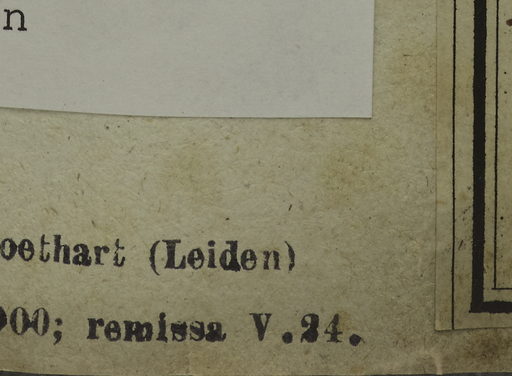 n
oethart (Leiden)
00; remissa V.24.